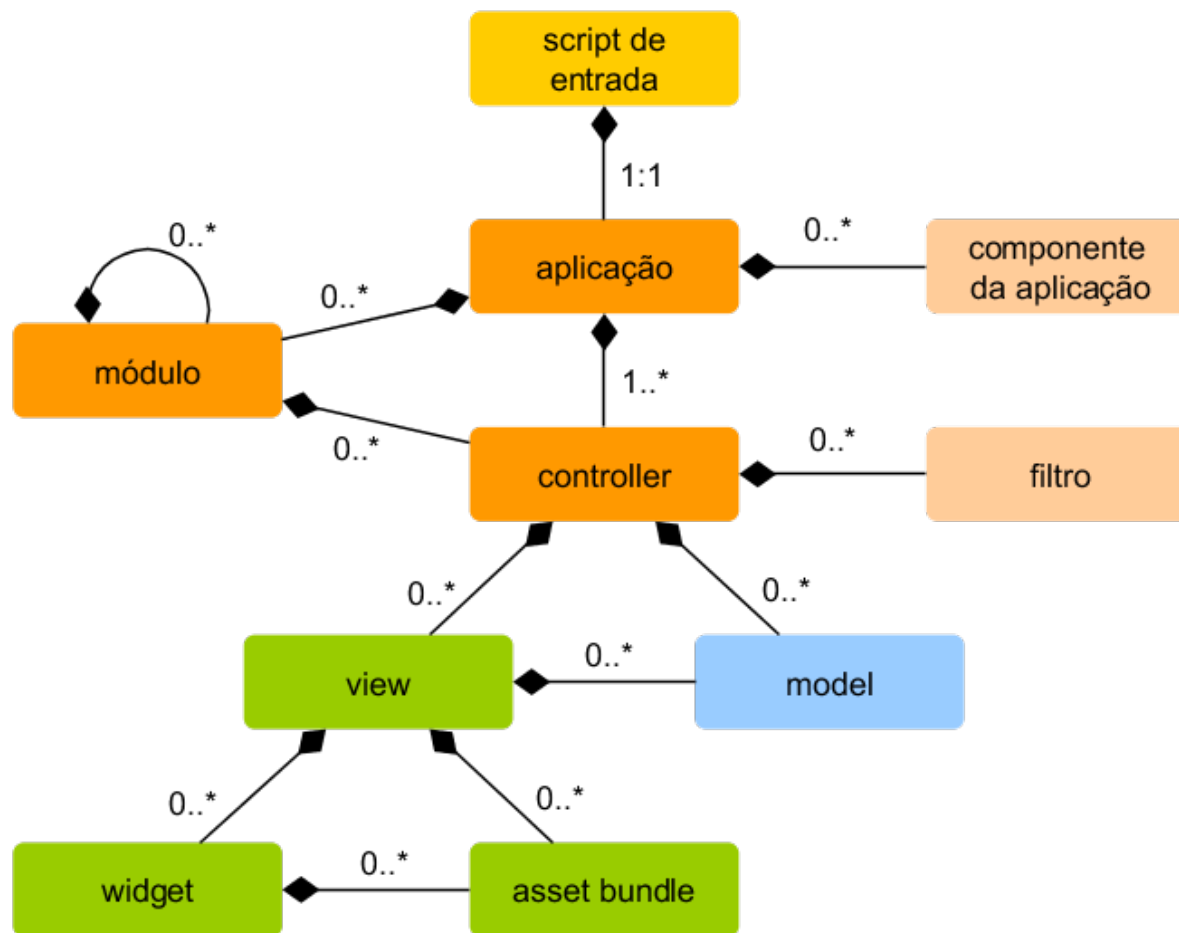 script de
entrada
1:1
0..*
aplicação
0..*
componente
da aplicação
0..*
módulo
1..*
0..*
controller
0..*
filtro
0..*
0..*
view
0..*
model
0..*
0..*
widget
0..*
asset bundle